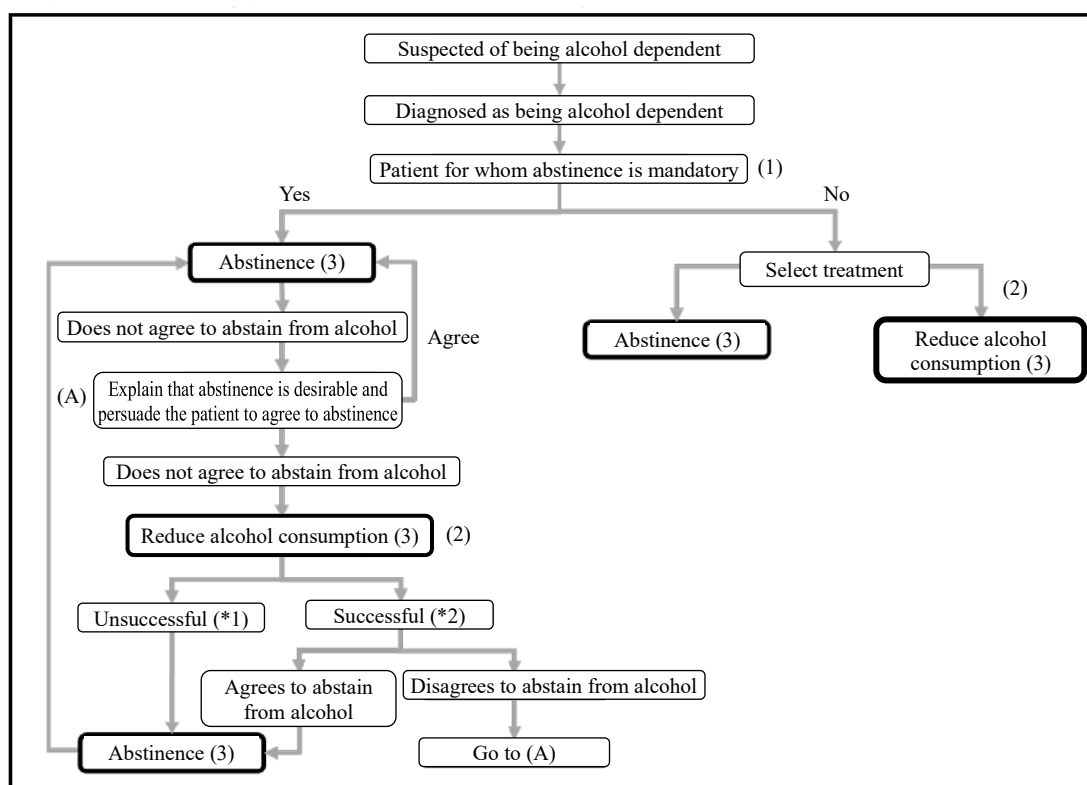 Suspected of being alcohol dependent
Diagnosed as being alcohol dependent
Patient for whom abstinence is mandatory (1)
Yes
No
Abstinence (3)
Select treatment
(2)
Does not agree to abstain from alcohol
Agree
Abstinence (3)
Reduce alcohol
consumption (3)
(A)
Explain that abstinence is desirable and
persuade the patient to agree to abstinence
Does not agree to abstain from alcohol
Reduce alcohol consumption (3) (2)
Unsuccessful (*1)
Successful (*2)
Agrees to abstain
from alcohol
Disagrees to abstain from alcohol
Abstinence (3)
Go to (A)